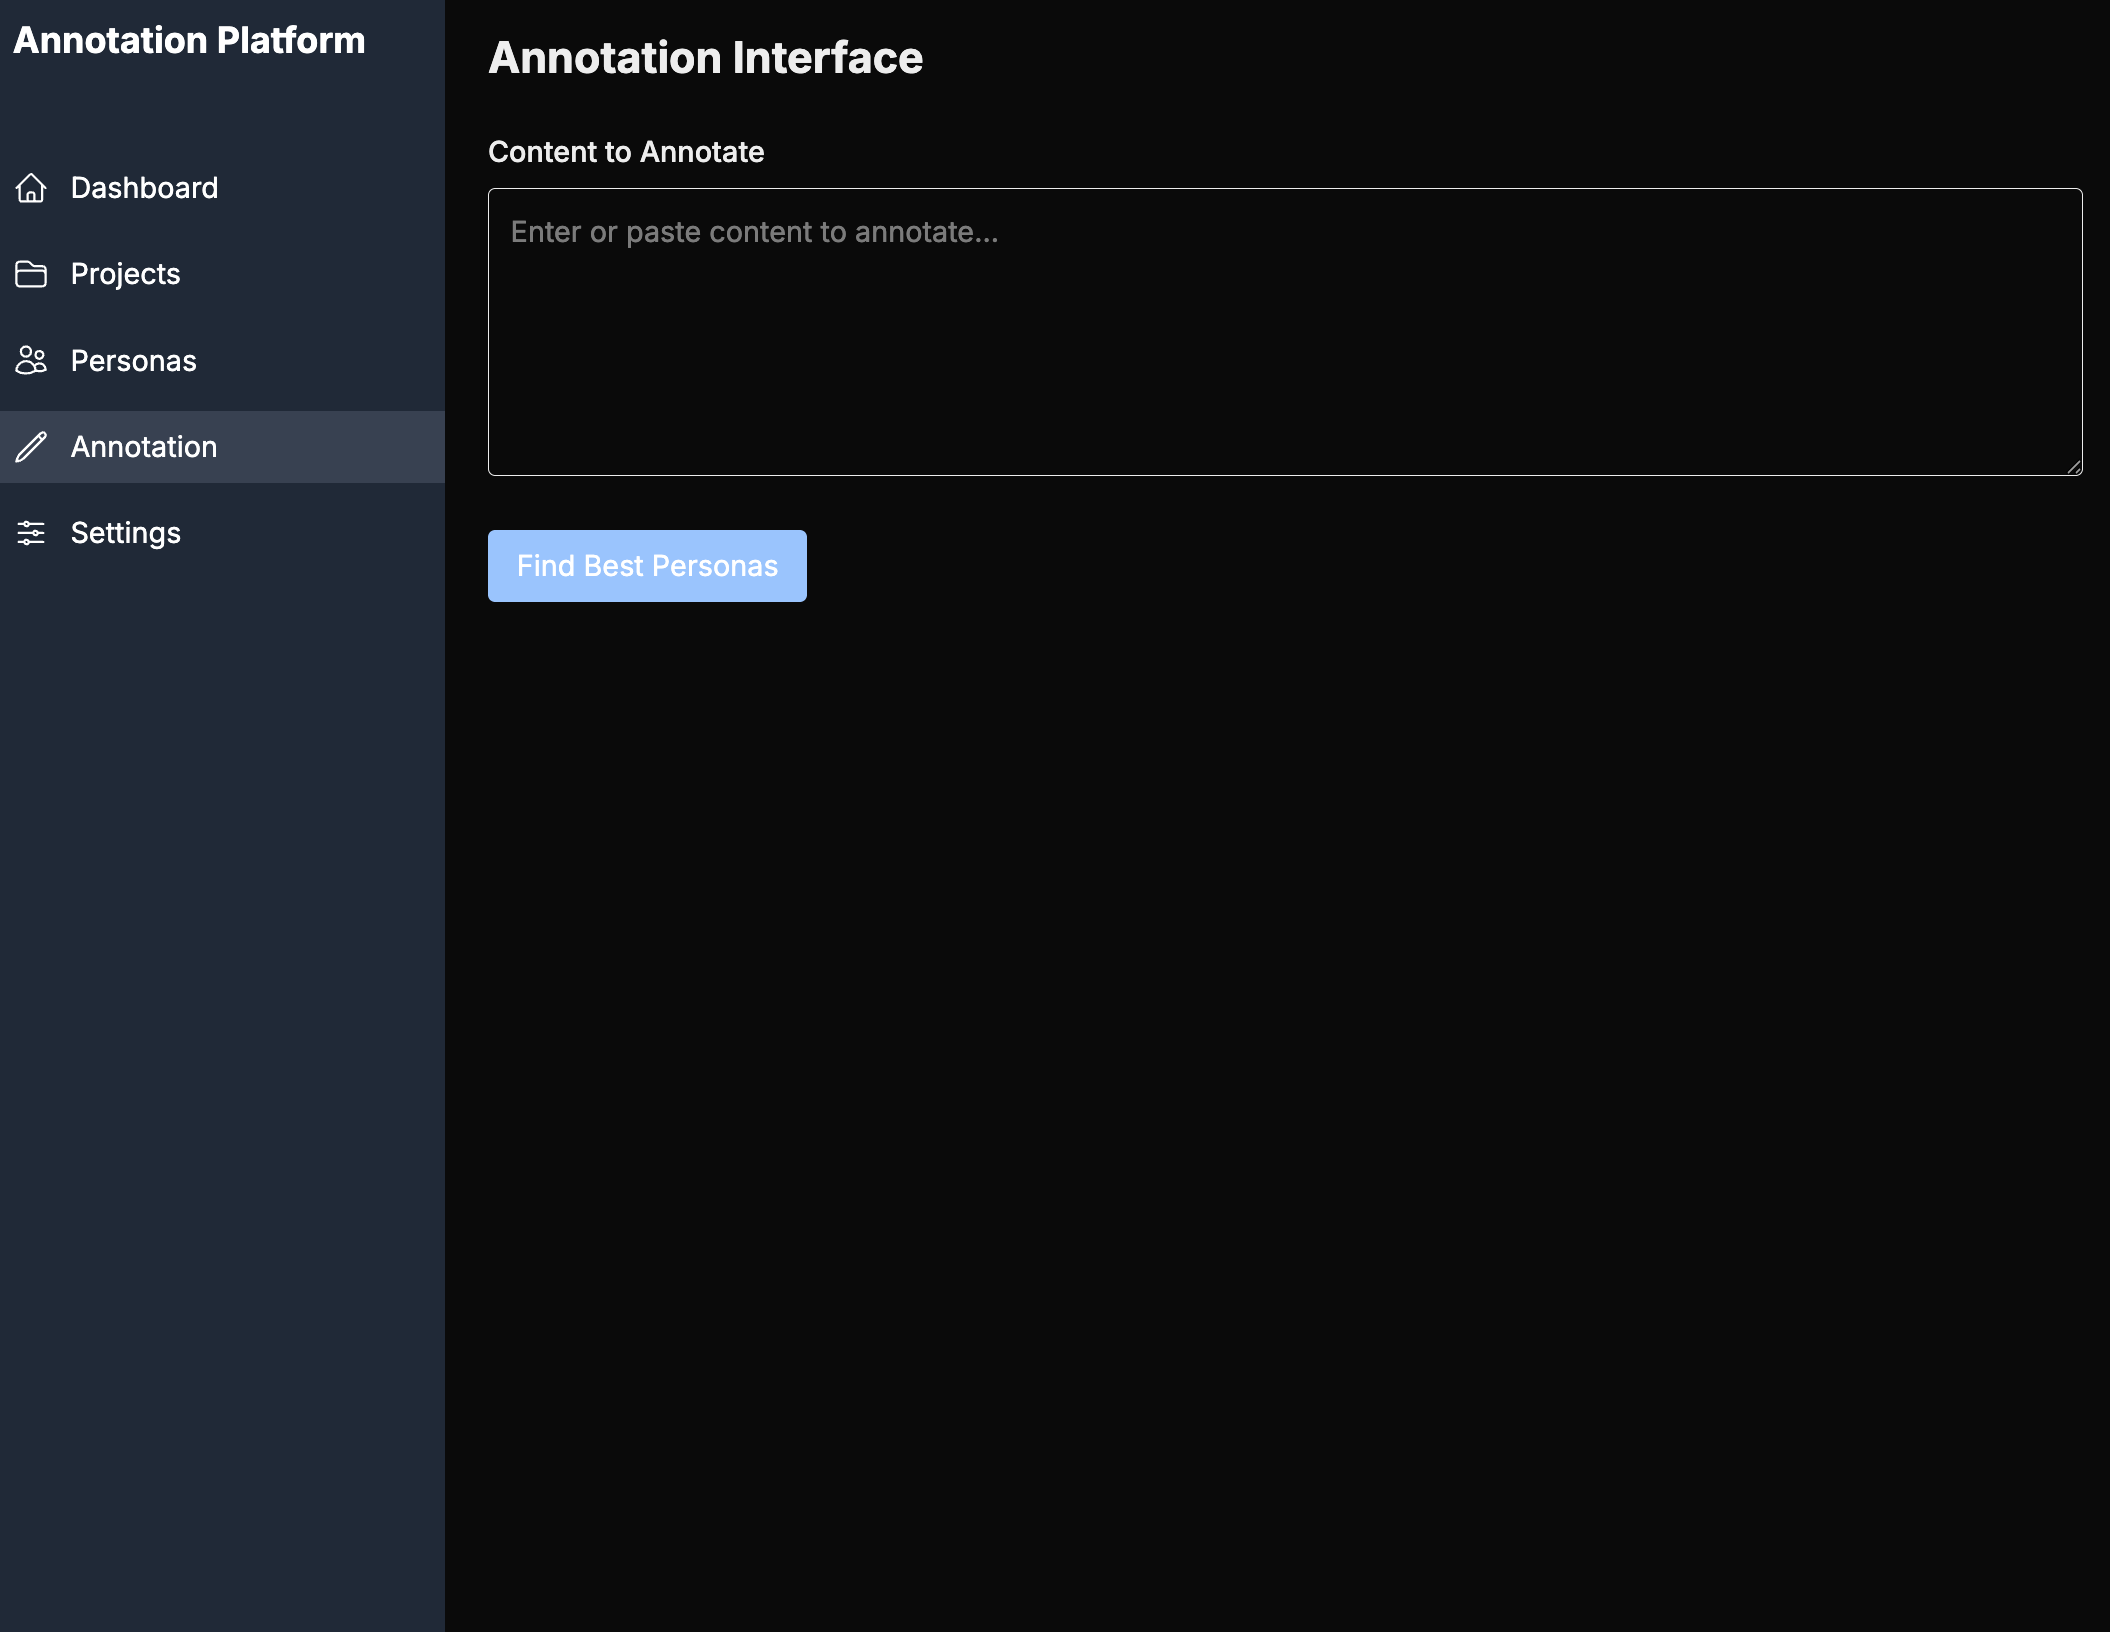 Annotation Platform
Dashboard
Projects
Personas
Annotation
Settings
Annotation Interface
Content to Annotate
Enter or paste content to annotate...
Find Best Personas